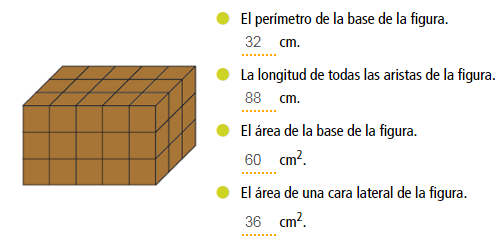 El perímetro de la base de la figura.
32 cm.
La longitud de todas las aristas de la figura.
88 cm.
El área de la base de la figura.
60 cm².
El área de una cara lateral de la figura.
36 cm².